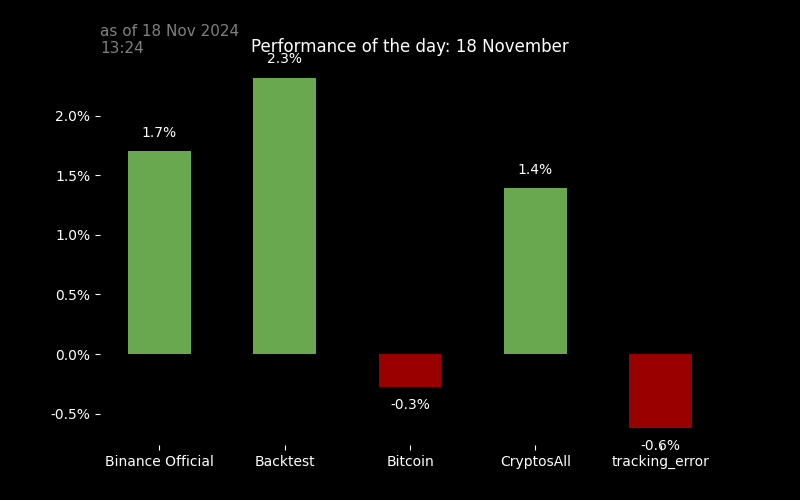 as of 18 Nov 2024
13:24
Performance of the day: 18 November
2.3%
2.0%
1.7%
1.5%
1.4%
1.0%
0.5%
0.0%
-0.3%
-0.5%
-0.6%
Binance Official
Backtest
Bitcoin
CryptosAll
tracking_error